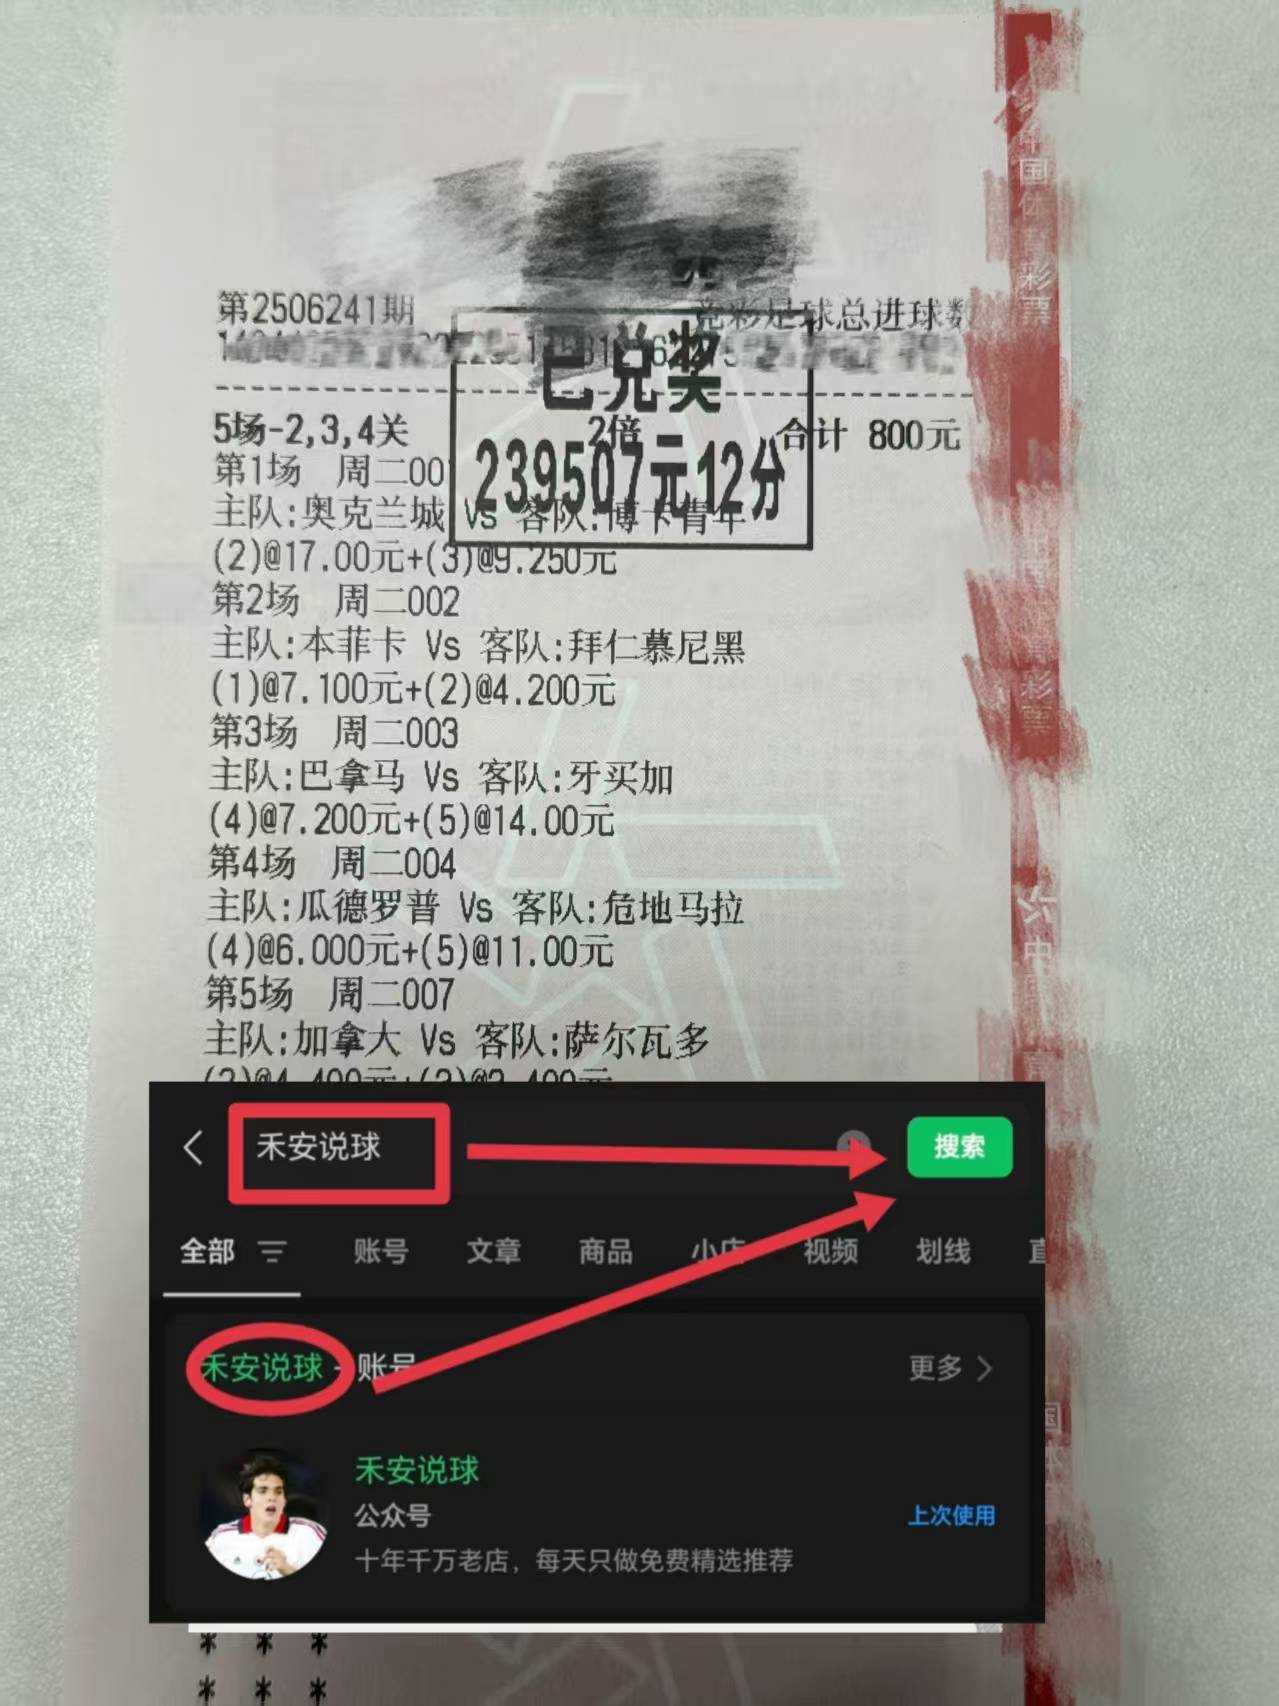 第2506241期
竞彩足球总进球数
已兑奖
239507元12分
5场-2,3,4关 2倍 合计 800元
第1场 周二00
主队:奥克兰城 Vs 客队:博卡青年
(2)@17.00元+(3)@9.250元
第2场 周二002
主队:本菲卡 Vs 客队:拜仁慕尼黑
(1)@7.100元+(2)@4.200元
第3场 周二003
主队:巴拿马 Vs 客队:牙买加
(4)@7.200元+(5)@14.00元
第4场 周二004
主队:瓜德罗普 Vs 客队:危地马拉
(4)@6.000元+(5)@11.00元
第5场 周二007
主队:加拿大 Vs 客队:萨尔瓦多
禾安说球 搜索
全部 账号 文章 商品 小店 视频 划线 直
禾安说球 - 账号 更多
禾安说球
公众号 上次使用
十年千万老店，每天只做免费精选推荐
* * *
* * *
中国体育彩票
彩票
中